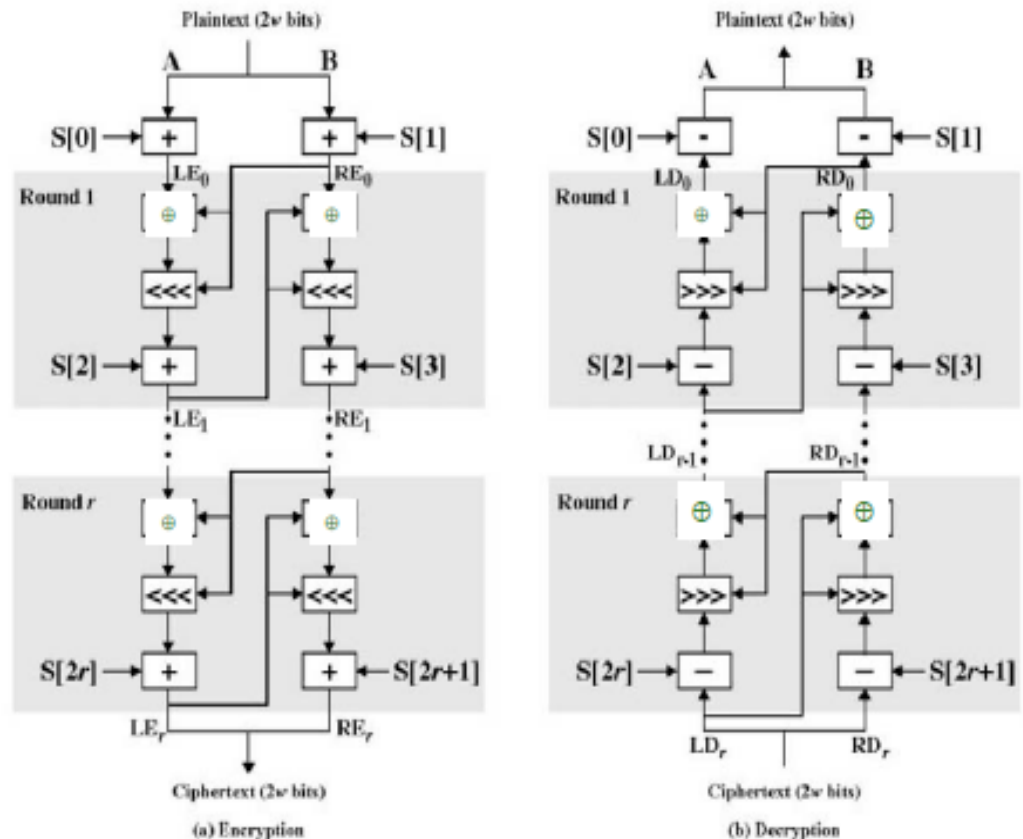 Plaintext (2w bits)
A B
S[0] + + S[1]
LE0 RE0
Round 1
⊕ ⊕
<<< <<<
S[2] + + S[3]
LE1 RE1
Round r
⊕ ⊕
<<< <<<
S[2r] + + S[2r+1]
LEr REr
Ciphertext (2w bits)
(a) Encryption
Plaintext (2w bits)
A B
S[0] - - S[1]
LD0 RD0
Round 1
⊕ ⊕
>>> >>>
S[2] − − S[3]
LDr-1 RDr-1
Round r
⊕ ⊕
>>> >>>
S[2r] − − S[2r+1]
LDr RDr
Ciphertext (2w bits)
(b) Decryption